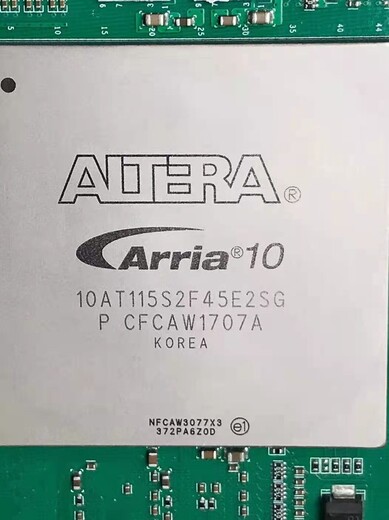 ALTERA®
Arria® 10
10AT115S2F45E2SG
P CFCAW1707A
KOREA
NFCAW3077X3
372PA6Z0D
e1